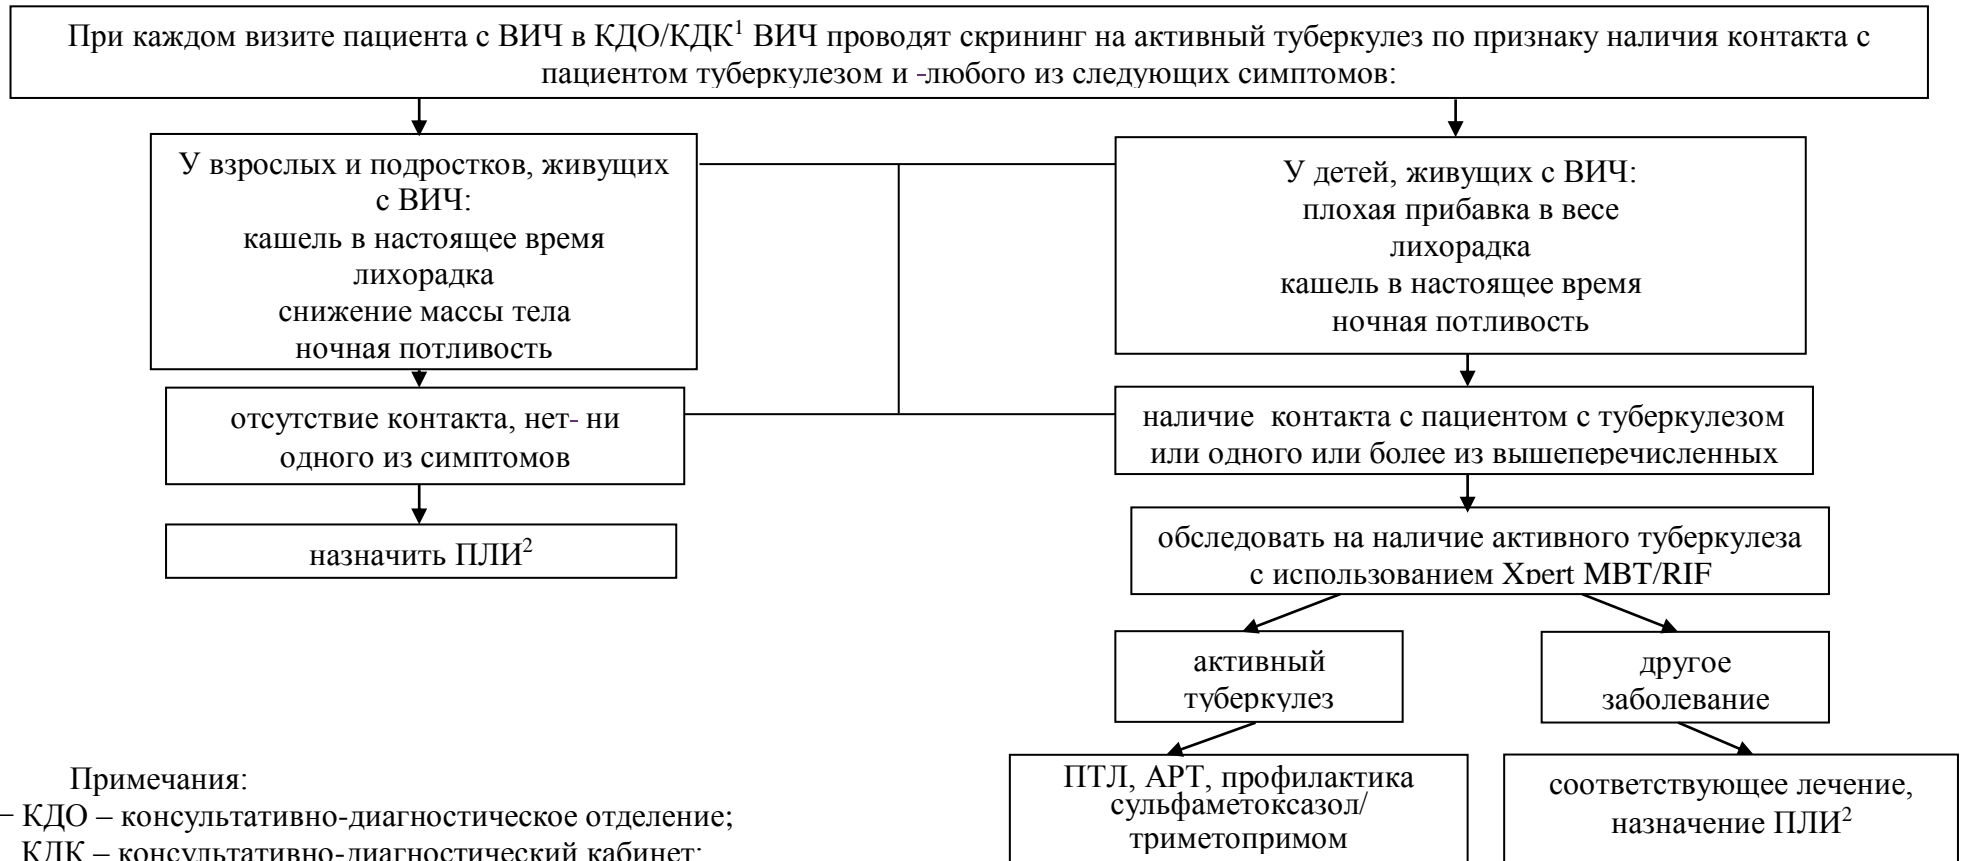 При каждом визите пациента с ВИЧ в КДО/КДК¹ ВИЧ проводят скрининг на активный туберкулез по признаку наличия контакта с
пациентом туберкулезом и -любого из следующих симптомов:
У взрослых и подростков, живущих
с ВИЧ:
кашель в настоящее время
лихорадка
снижение массы тела
ночная потливость
У детей, живущих с ВИЧ:
плохая прибавка в весе
лихорадка
кашель в настоящее время
ночная потливость
отсутствие контакта, нет- ни
одного из симптомов
наличие контакта с пациентом с туберкулезом
или одного или более из вышеперечисленных
назначить ПЛИ²
обследовать на наличие активного туберкулеза
с использованием Xpert MBT/RIF
активный
туберкулез
другое
заболевание
ПТЛ, АРТ, профилактика
сульфаметоксазол/
триметопримом
соответствующее лечение,
назначение ПЛИ²
Примечания:
– КДО – консультативно-диагностическое отделение;
КДК – консультативно-диагностический кабинет;